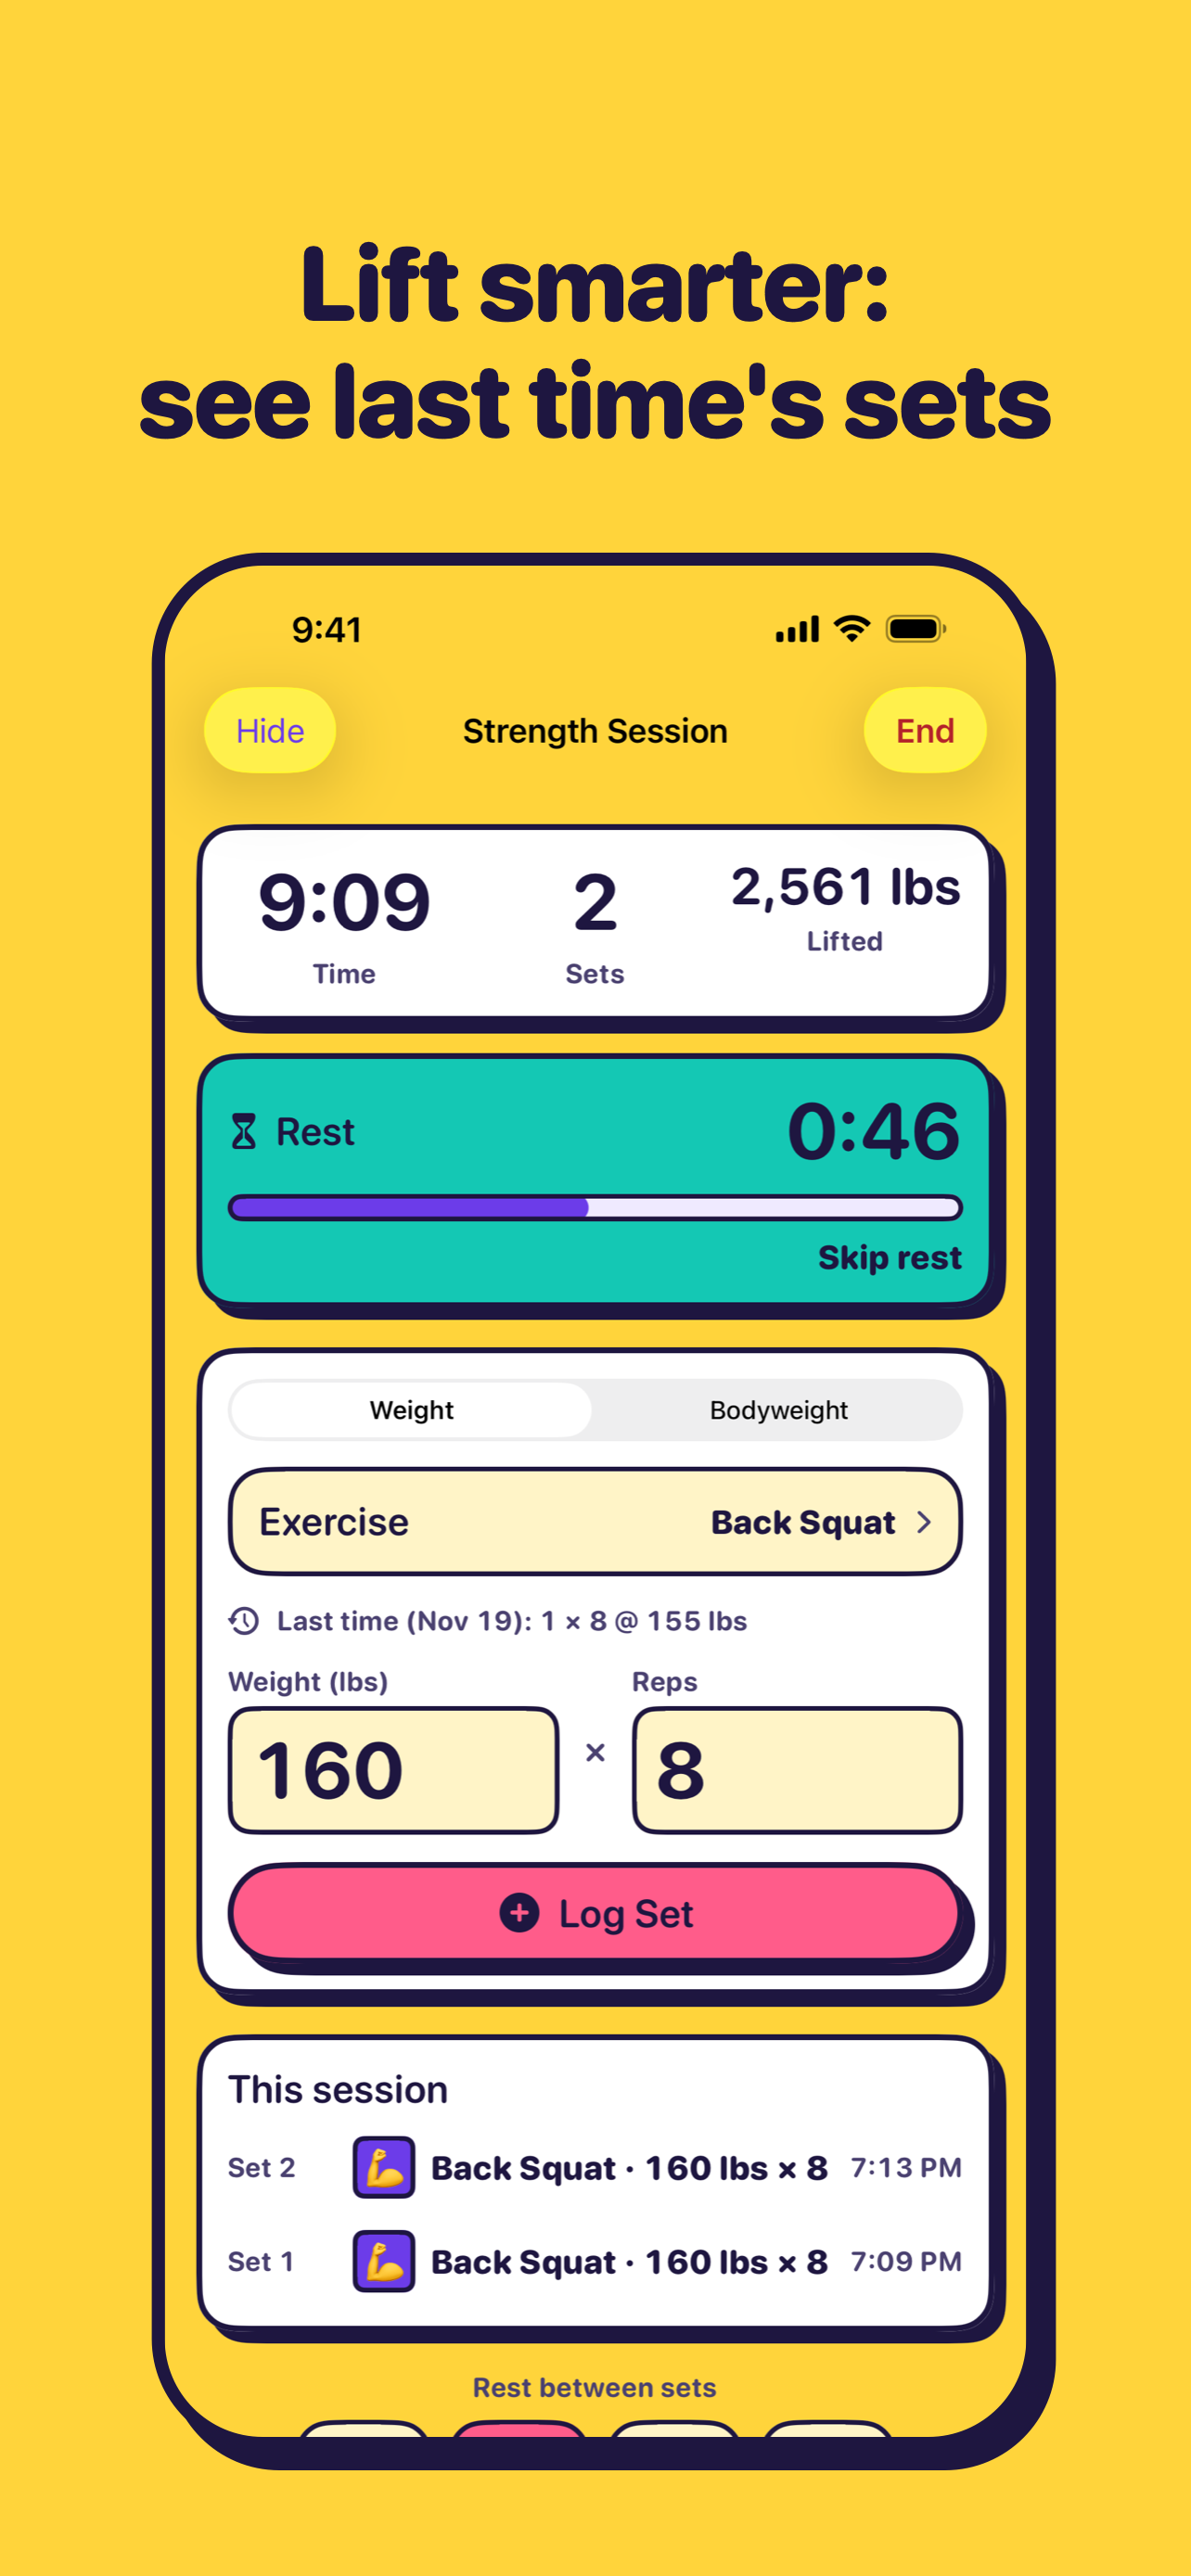 Lift smarter:
see last time's sets
9:41
Hide
Strength Session
End
9:09
2
2,561 lbs
Time
Sets
Lifted
Rest
0:46
Skip rest
Weight
Bodyweight
Exercise
Back Squat
Last time (Nov 19): 1 × 8 @ 155 lbs
Weight (lbs)
Reps
160
×
8
Log Set
This session
Set 2
Back Squat · 160 lbs × 8
7:13 PM
Set 1
Back Squat · 160 lbs × 8
7:09 PM
Rest between sets